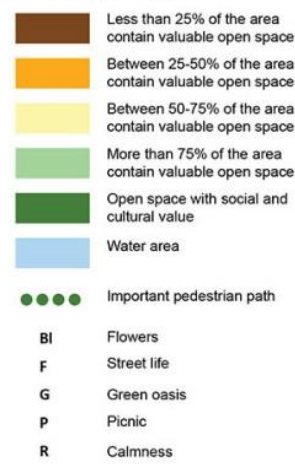 Less than 25% of the area
contain valuable open space
Between 25-50% of the area
contain valuable open space
Between 50-75% of the area
contain valuable open space
More than 75% of the area
contain valuable open space
Open space with social and
cultural value
Water area
Important pedestrian path
Bl Flowers
F Street life
G Green oasis
P Picnic
R Calmness